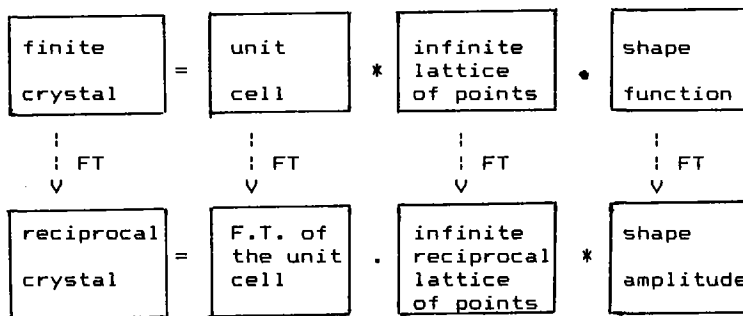 finite unit infinite shape
= * lattice •
crystal cell of points function
FT FT FT FT
reciprocal F.T. of infinite shape
= the unit . reciprocal *
crystal cell lattice amplitude
of points